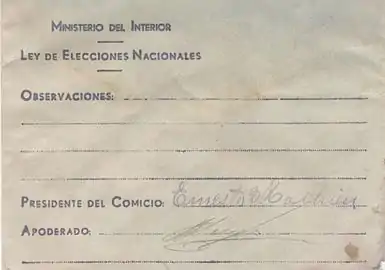 Ministerio del Interior
Ley de Elecciones Nacionales
Observaciones:
Presidente del Comicio: Ernesto
Apoderado: